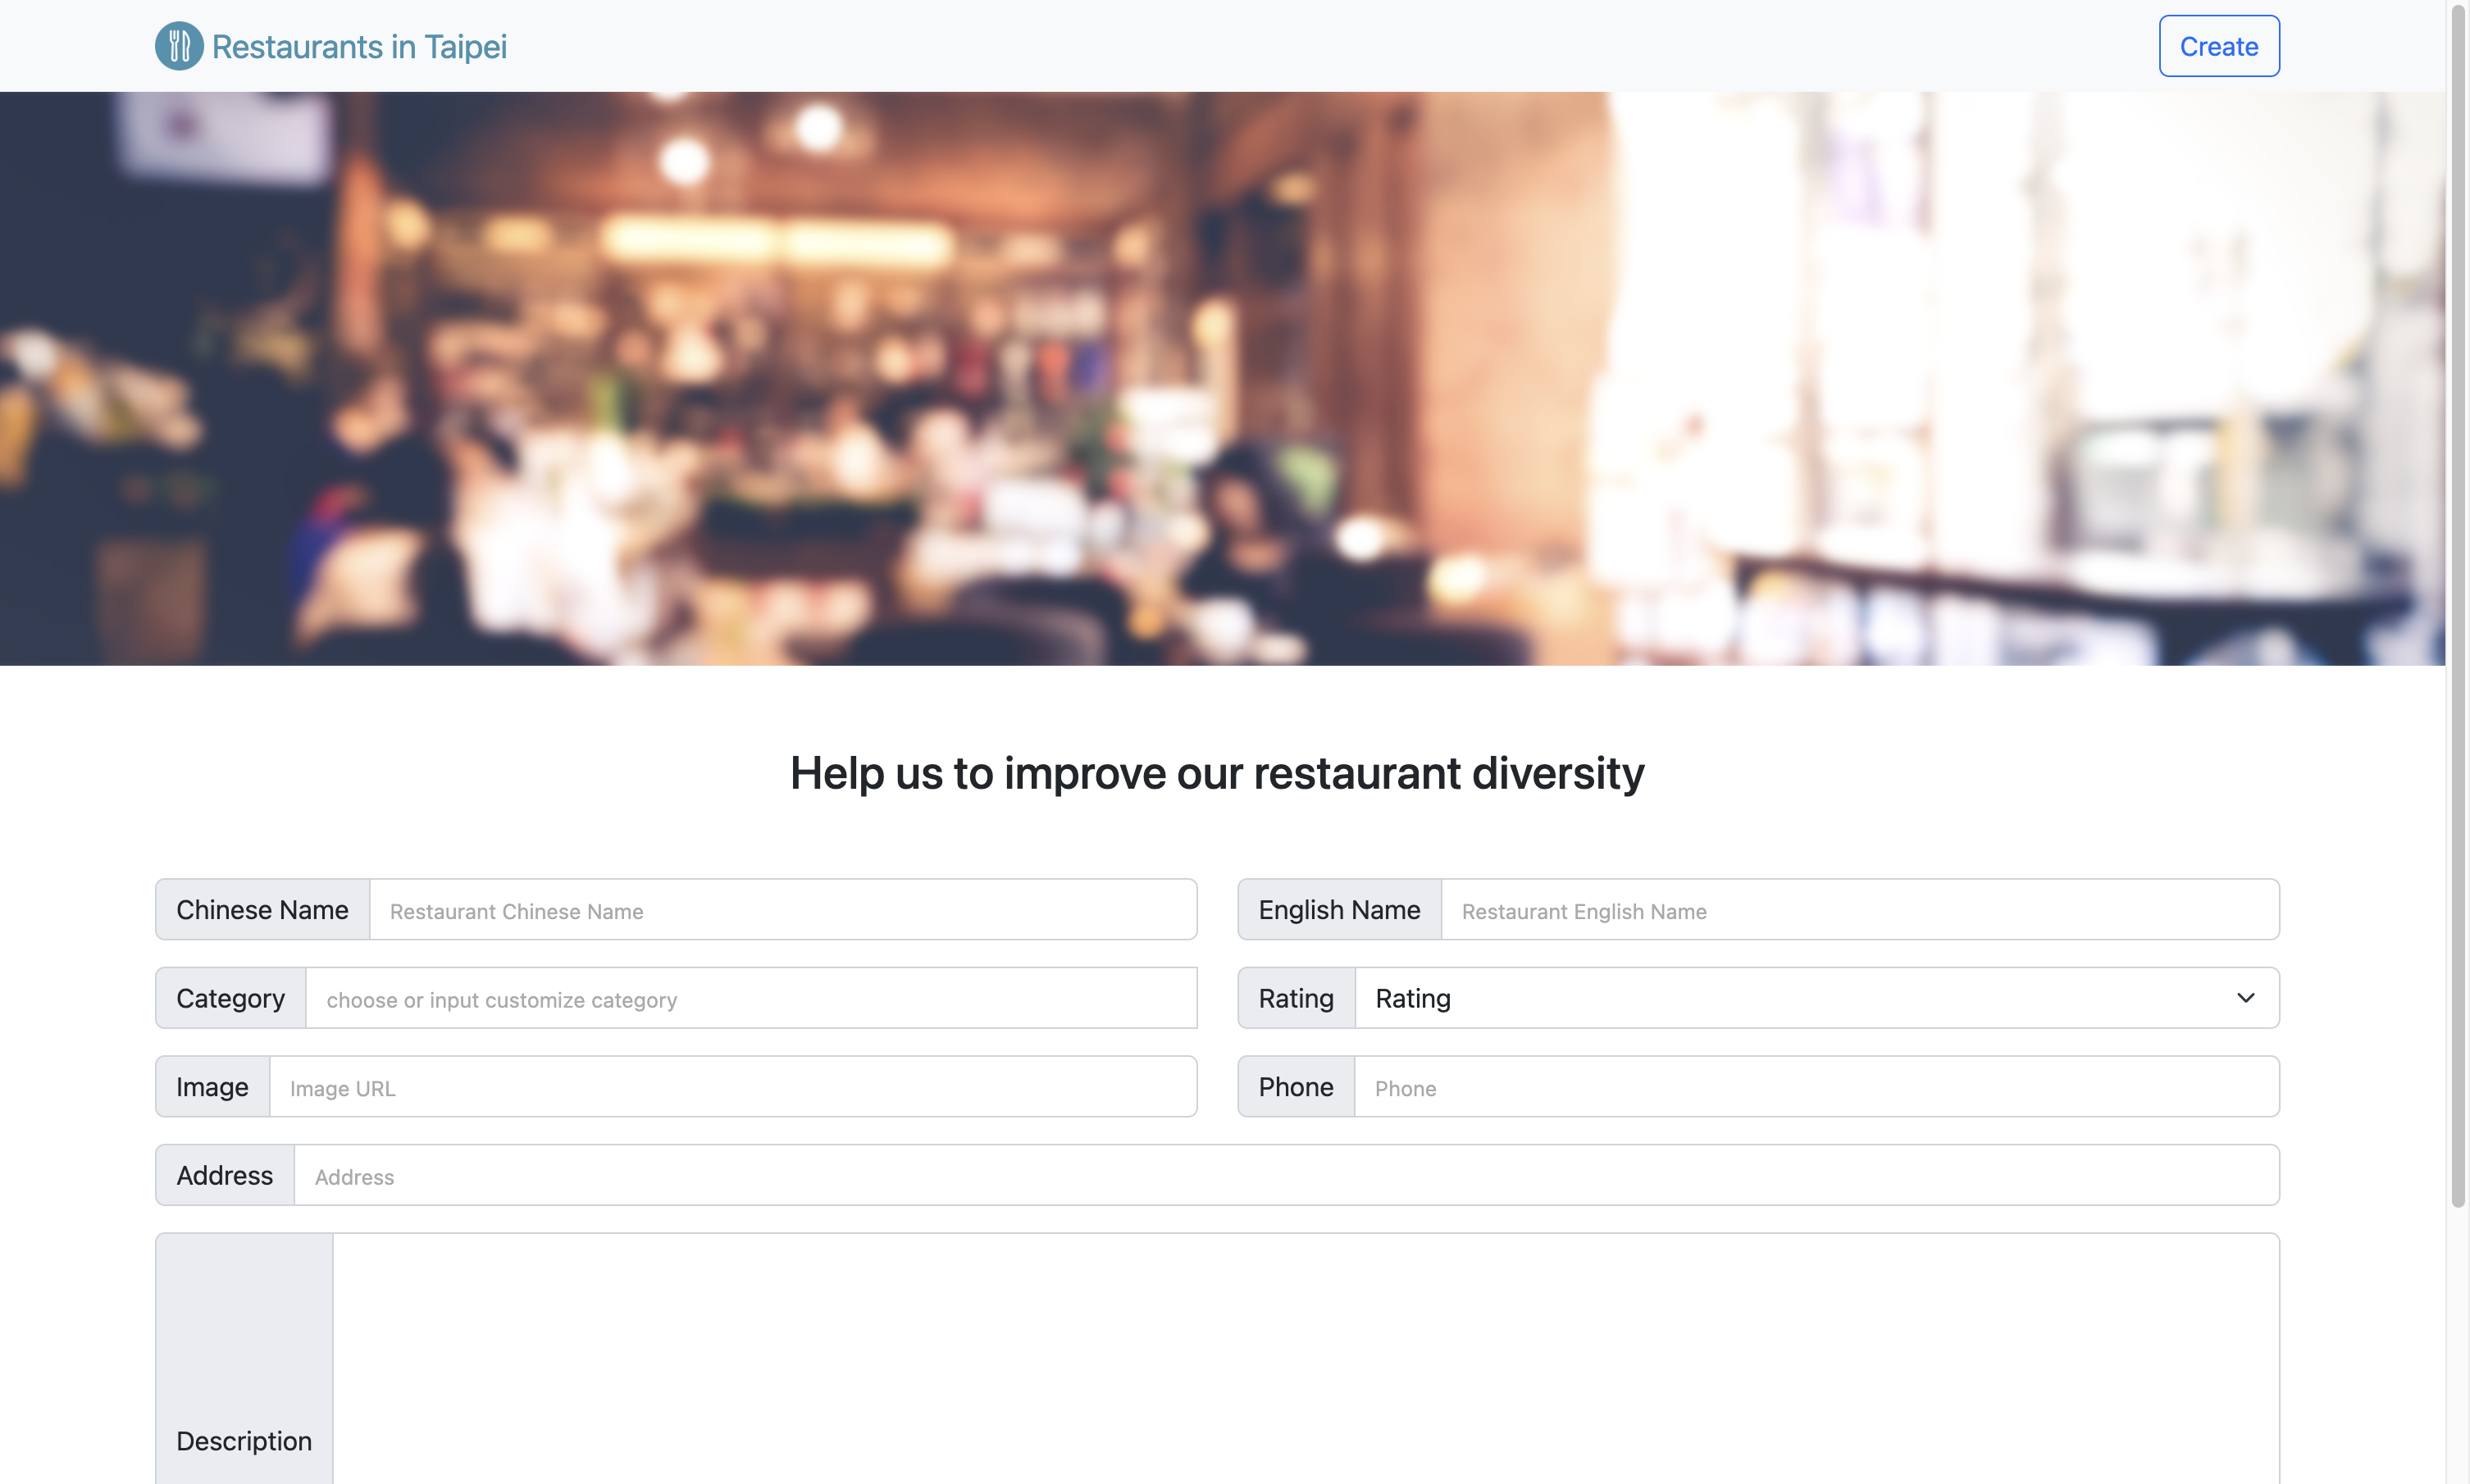 Restaurants in Taipei
Create
Help us to improve our restaurant diversity
Chinese Name
Restaurant Chinese Name
English Name
Restaurant English Name
Category
choose or input customize category
Rating
Rating
Image
Image URL
Phone
Phone
Address
Address
Description